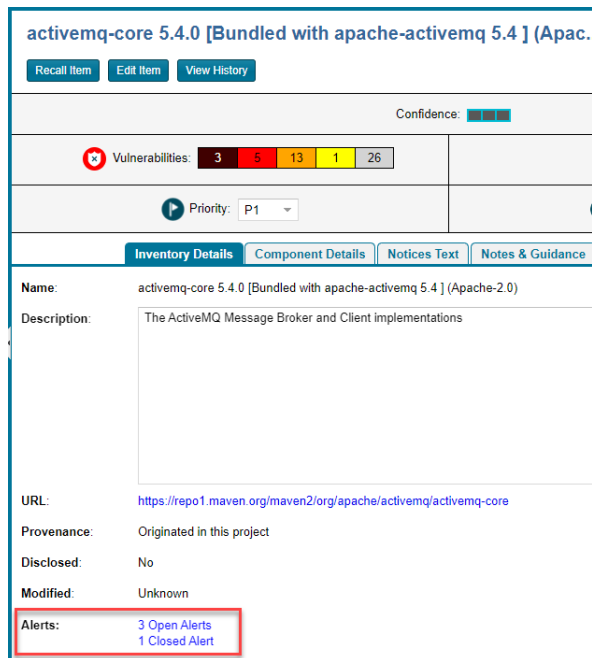 activemq-core 5.4.0 [Bundled with apache-activemq 5.4 ] (Apac.
Recall Item Edit Item View History
Confidence:
Vulnerabilities: 3 5 13 1 26
Priority: P1
Inventory Details Component Details Notices Text Notes & Guidance
Name: activemq-core 5.4.0 [Bundled with apache-activemq 5.4 ] (Apache-2.0)
Description: The ActiveMQ Message Broker and Client implementations
URL: https://repo1.maven.org/maven2/org/apache/activemq/activemq-core
Provenance: Originated in this project
Disclosed: No
Modified: Unknown
Alerts: 3 Open Alerts
1 Closed Alert